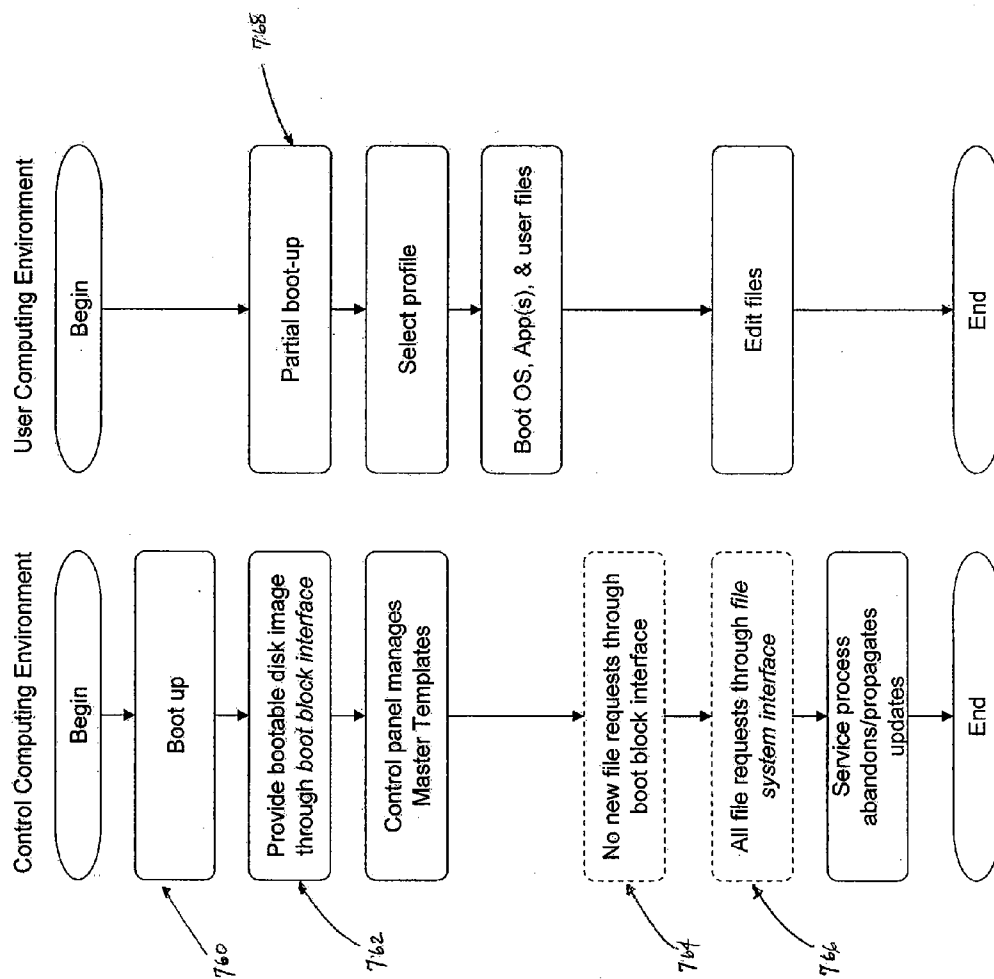 Control Computing Environment
Begin
Boot up
760
Provide bootable disk image
through boot block interface
762
Control panel manages
Master Templates
No new file requests through
boot block interface
764
All file requests through file
system interface
766
Service process
abandons/propagates
updates
End
User Computing Environment
Begin
Partial boot-up
768
Select profile
Boot OS, App(s), & user files
Edit files
End